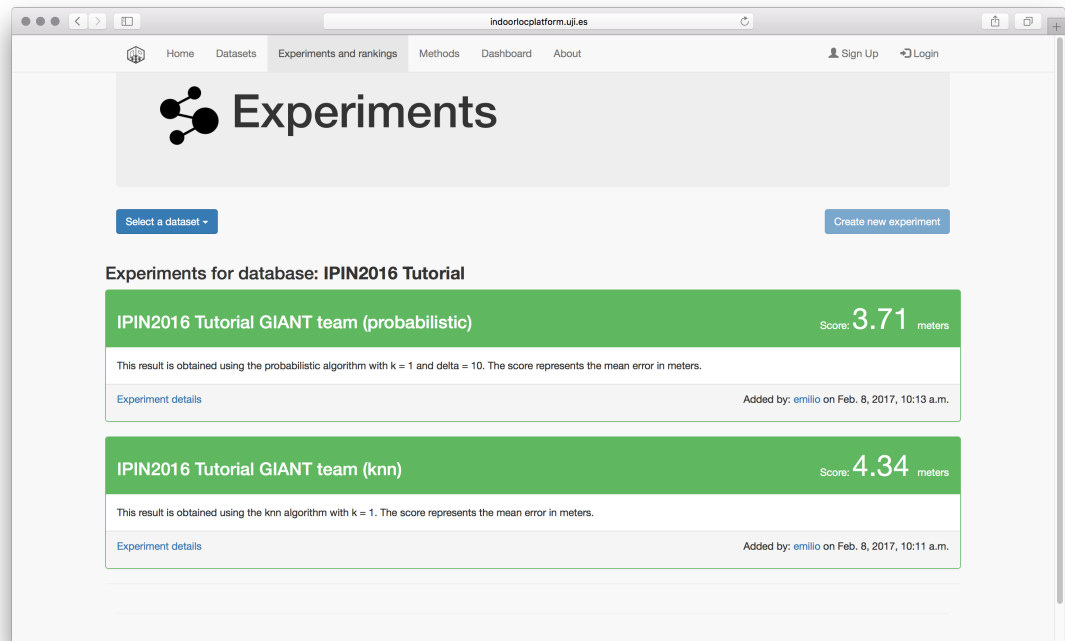 indoorlocplatform.uji.es
Home Datasets Experiments and rankings Methods Dashboard About Sign Up Login
Experiments
Select a dataset Create new experiment
Experiments for database: IPIN2016 Tutorial
IPIN2016 Tutorial GIANT team (probabilistic) Score: 3.71 meters
This result is obtained using the probabilistic algorithm with k = 1 and delta = 10. The score represents the mean error in meters.
Experiment details Added by: emilio on Feb. 8, 2017, 10:13 a.m.
IPIN2016 Tutorial GIANT team (knn) Score: 4.34 meters
This result is obtained using the knn algorithm with k = 1. The score represents the mean error in meters.
Experiment details Added by: emilio on Feb. 8, 2017, 10:11 a.m.